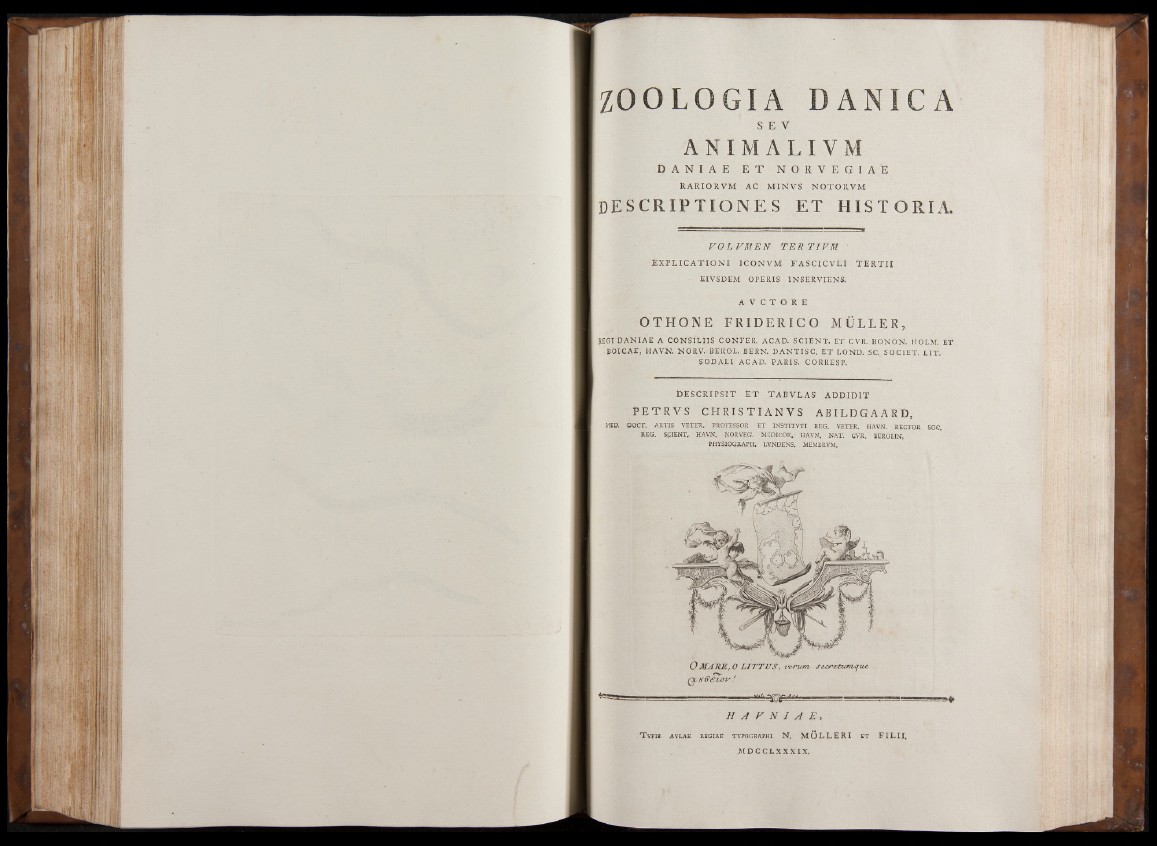 ZOOLOGIA DANICA
SEV
ANIMALIVM
DANIAE ET NORVEGIAE
RARIORVM AC MINVS NOTORVM
DESCRIPTIONES ET HISTORIA.
VOLVMEN TERTIVM
EXPLICATIONI ICONVM FASCICVLI TERTII
EIVSDEM OPERIS INSERVIENS.
AVCTORE
OTHONE FRIDERICO MÜLLER,
REGI DANIAE A CONSILIIS CONFER. ACAD. SCIENT. ET CVR. BONON. HOLM. ET
BOICAE, HAVN. NORV. BEROL. BERN. DANTISC. ET LOND. SC. SOCIET. LIT.
SODALI ACAD. PARIS. CORRESP.
DESCRIPSIT ET TABVLAS ADDIDIT
PETRVS CHRISTIANVS ABILDGAARD,
MED. DOCT. ARTIS VETER. PROFESSOR ET INSTITVTI REG. VETER. HAVN. RECTOR SOC.
REG. SCIENT. HAVN. NORVEG. MEDICOR. HAVN. NAT. CVR. BEROLIN.
PHYSIOGRAPH. LVNDENS. MEMBRVM.
O MARE, O LITTVS, verum secretumque
HAVNIAE,
TYPIS AVLAE REGIAE TYPOGRAPHI N. MÖLLERI ET FILII.
MDCCLXXXIX.